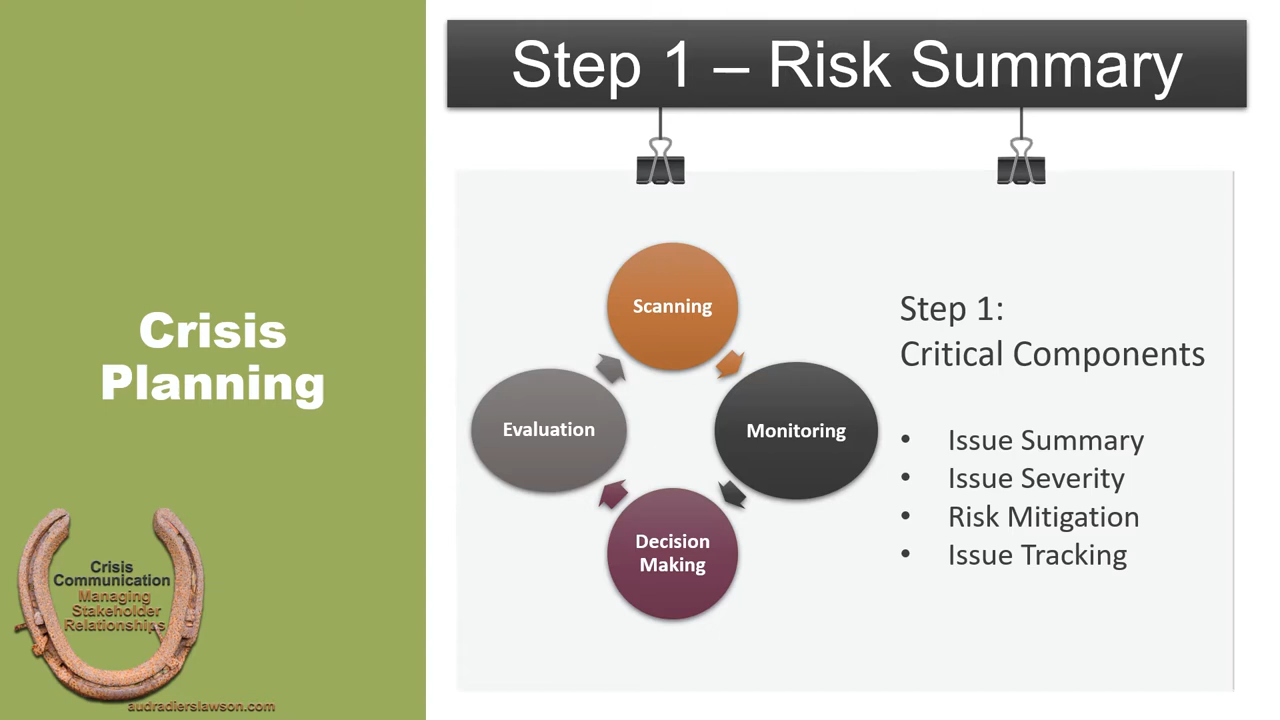 Step 1 – Risk Summary
Crisis
Planning
Scanning
Monitoring
Decision
Making
Evaluation
Step 1:
Critical Components
• Issue Summary
• Issue Severity
• Risk Mitigation
• Issue Tracking
Crisis
Communication
Managing
Stakeholder
Relationships
audradierslawson.com